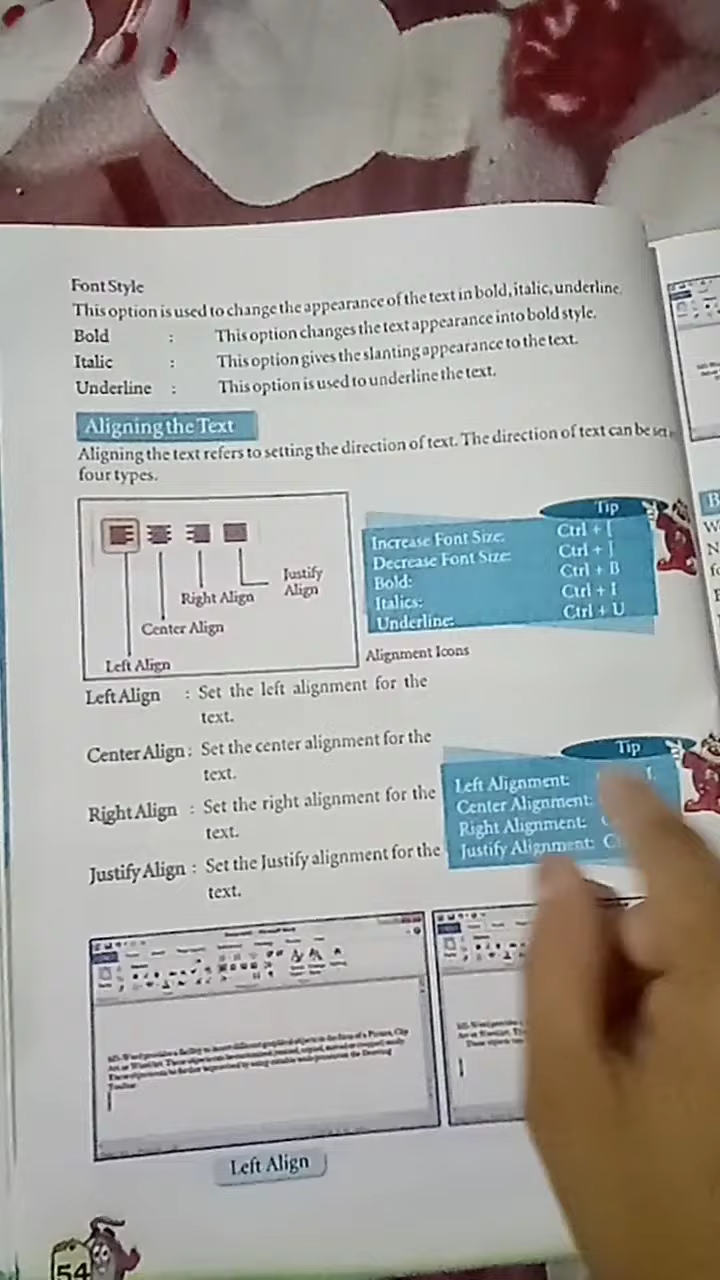 Font Style
This option is used to change the appearance of the text in bold, italic, underline.
Bold : This option changes the text appearance into bold style.
Italic : This option gives the slanting appearance to the text.
Underline : This option is used to underline the text.
Aligning the Text
Aligning the text refers to setting the direction of text. The direction of text can be
four types.
Justify
Align
Right Align
Center Align
Left Align
Tip
Increase Font Size: Ctrl + [
Decrease Font Size: Ctrl + ]
Bold: Ctrl + B
Italics: Ctrl + I
Underline: Ctrl + U
Alignment Icons
Left Align : Set the left alignment for the
text.
Center Align : Set the center alignment for the
text.
Right Align : Set the right alignment for the
text.
Justify Align : Set the Justify alignment for the
text.
Tip
Left Alignment:
Center Alignment:
Right Alignment:
Justify Alignment:
Left Align
54